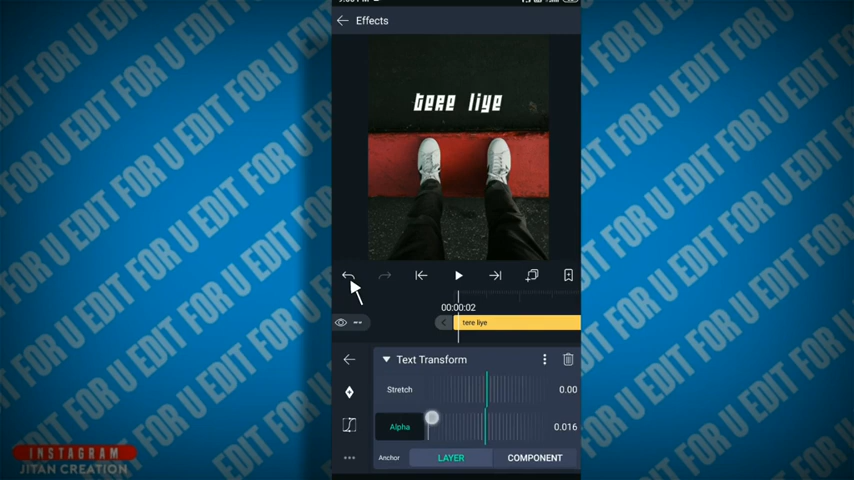 Effects
tere liye
00:00:02
tere liye
Text Transform
Stretch
0.00
Alpha
0.016
Anchor
LAYER
COMPONENT
EDIT FOR U EDIT FOR U EDIT FOR U
INSTAGRAM
JITAN CREATION